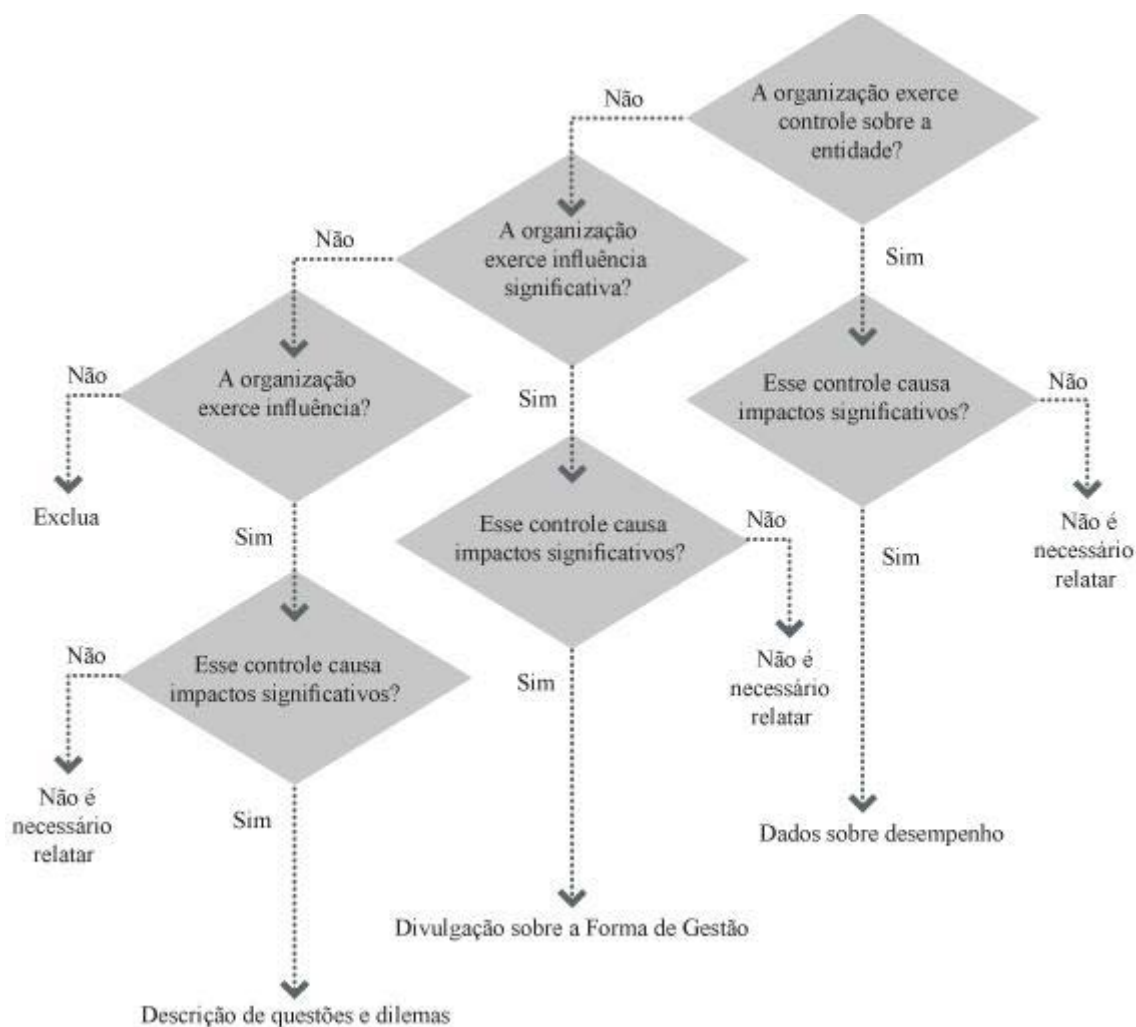 A organização exerce
controle sobre a
entidade?
Não
Sim
A organização
exerce influência
significativa?
Não
Sim
Esse controle causa
impactos significativos?
Não
Não é
necessário
relatar
Sim
Dados sobre desempenho
A organização
exerce influência?
Não
Exclua
Sim
Esse controle causa
impactos significativos?
Não
Não é
necessário
relatar
Sim
Divulgação sobre a Forma de Gestão
Esse controle causa
impactos significativos?
Não
Não é
necessário
relatar
Sim
Descrição de questões e dilemas